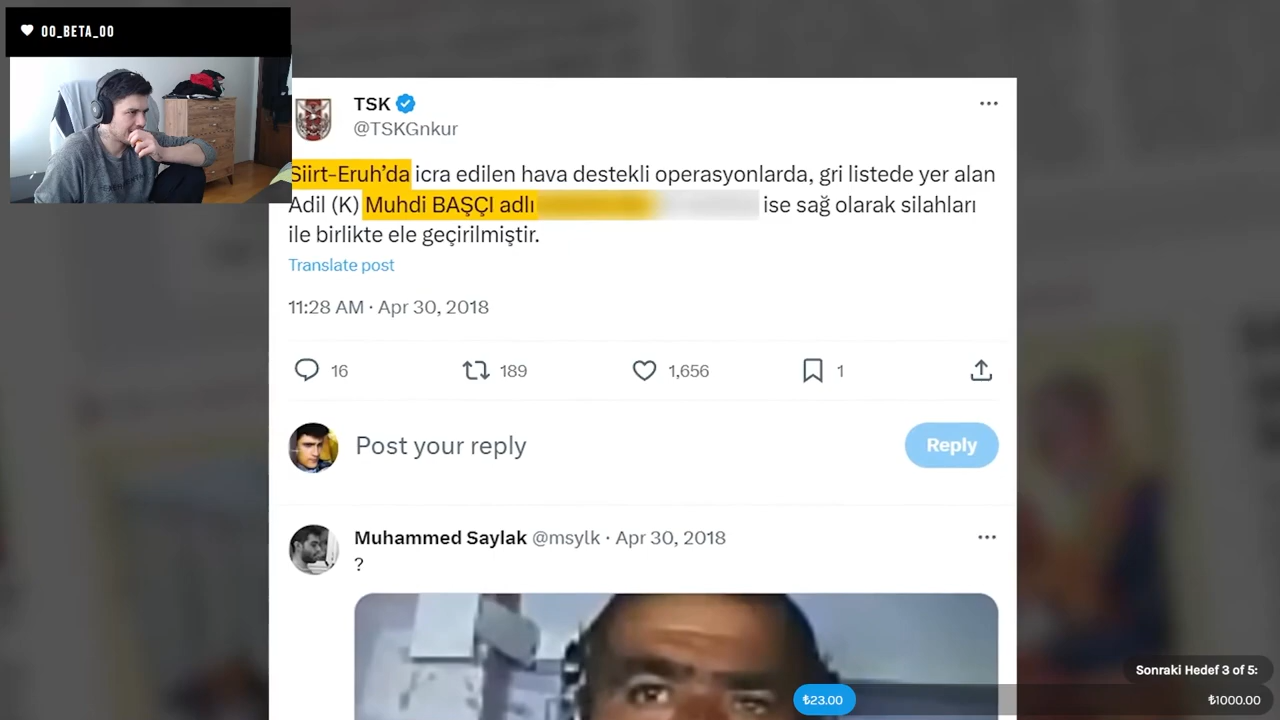 00_BETA_00
TSK
@TSKGnkur
Siirt-Eruh’da icra edilen hava destekli operasyonlarda, gri listede yer alan
Adil (K) Muhdi BAŞÇI adlı ise sağ olarak silahları
ile birlikte ele geçirilmiştir.
Translate post
11:28 AM · Apr 30, 2018
16 189 1,656 1
Post your reply
Reply
Muhammed Saylak @msylk · Apr 30, 2018
?
Sonraki Hedef 3 of 5:
₺23.00
₺1000.00